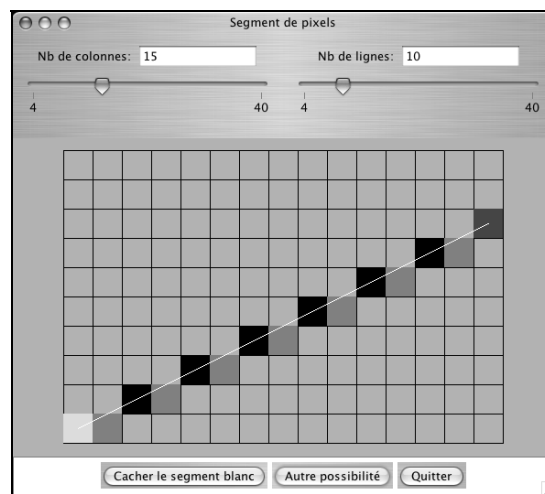 Segment de pixels
Nb de colonnes: 15 Nb de lignes: 10
4 40 4 40
Cacher le segment blanc Autre possibilité Quitter